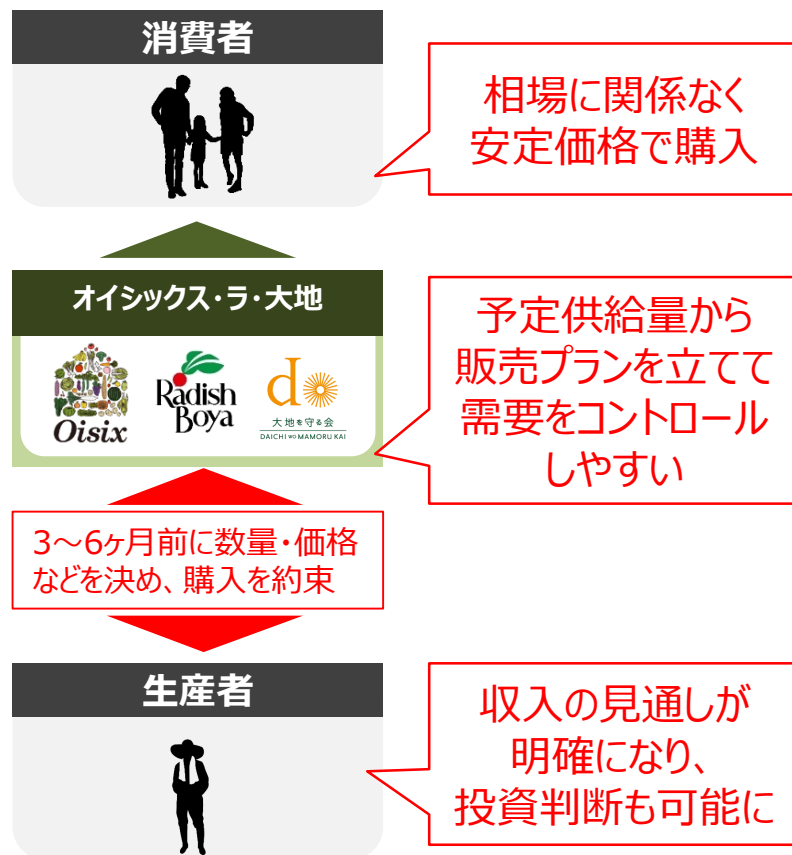 消費者
相場に関係なく
安定価格で購入
オイシックス・ラ・大地
Oisix
Radish
Boya
do
大地を守る会
DAICHI WO MAMORU KAI
予定供給量から
販売プランを立てて
需要をコントロール
しやすい
3～6ヶ月前に数量・価格
などを決め、購入を約束
生産者
収入の見通しが
明確になり、
投資判断も可能に